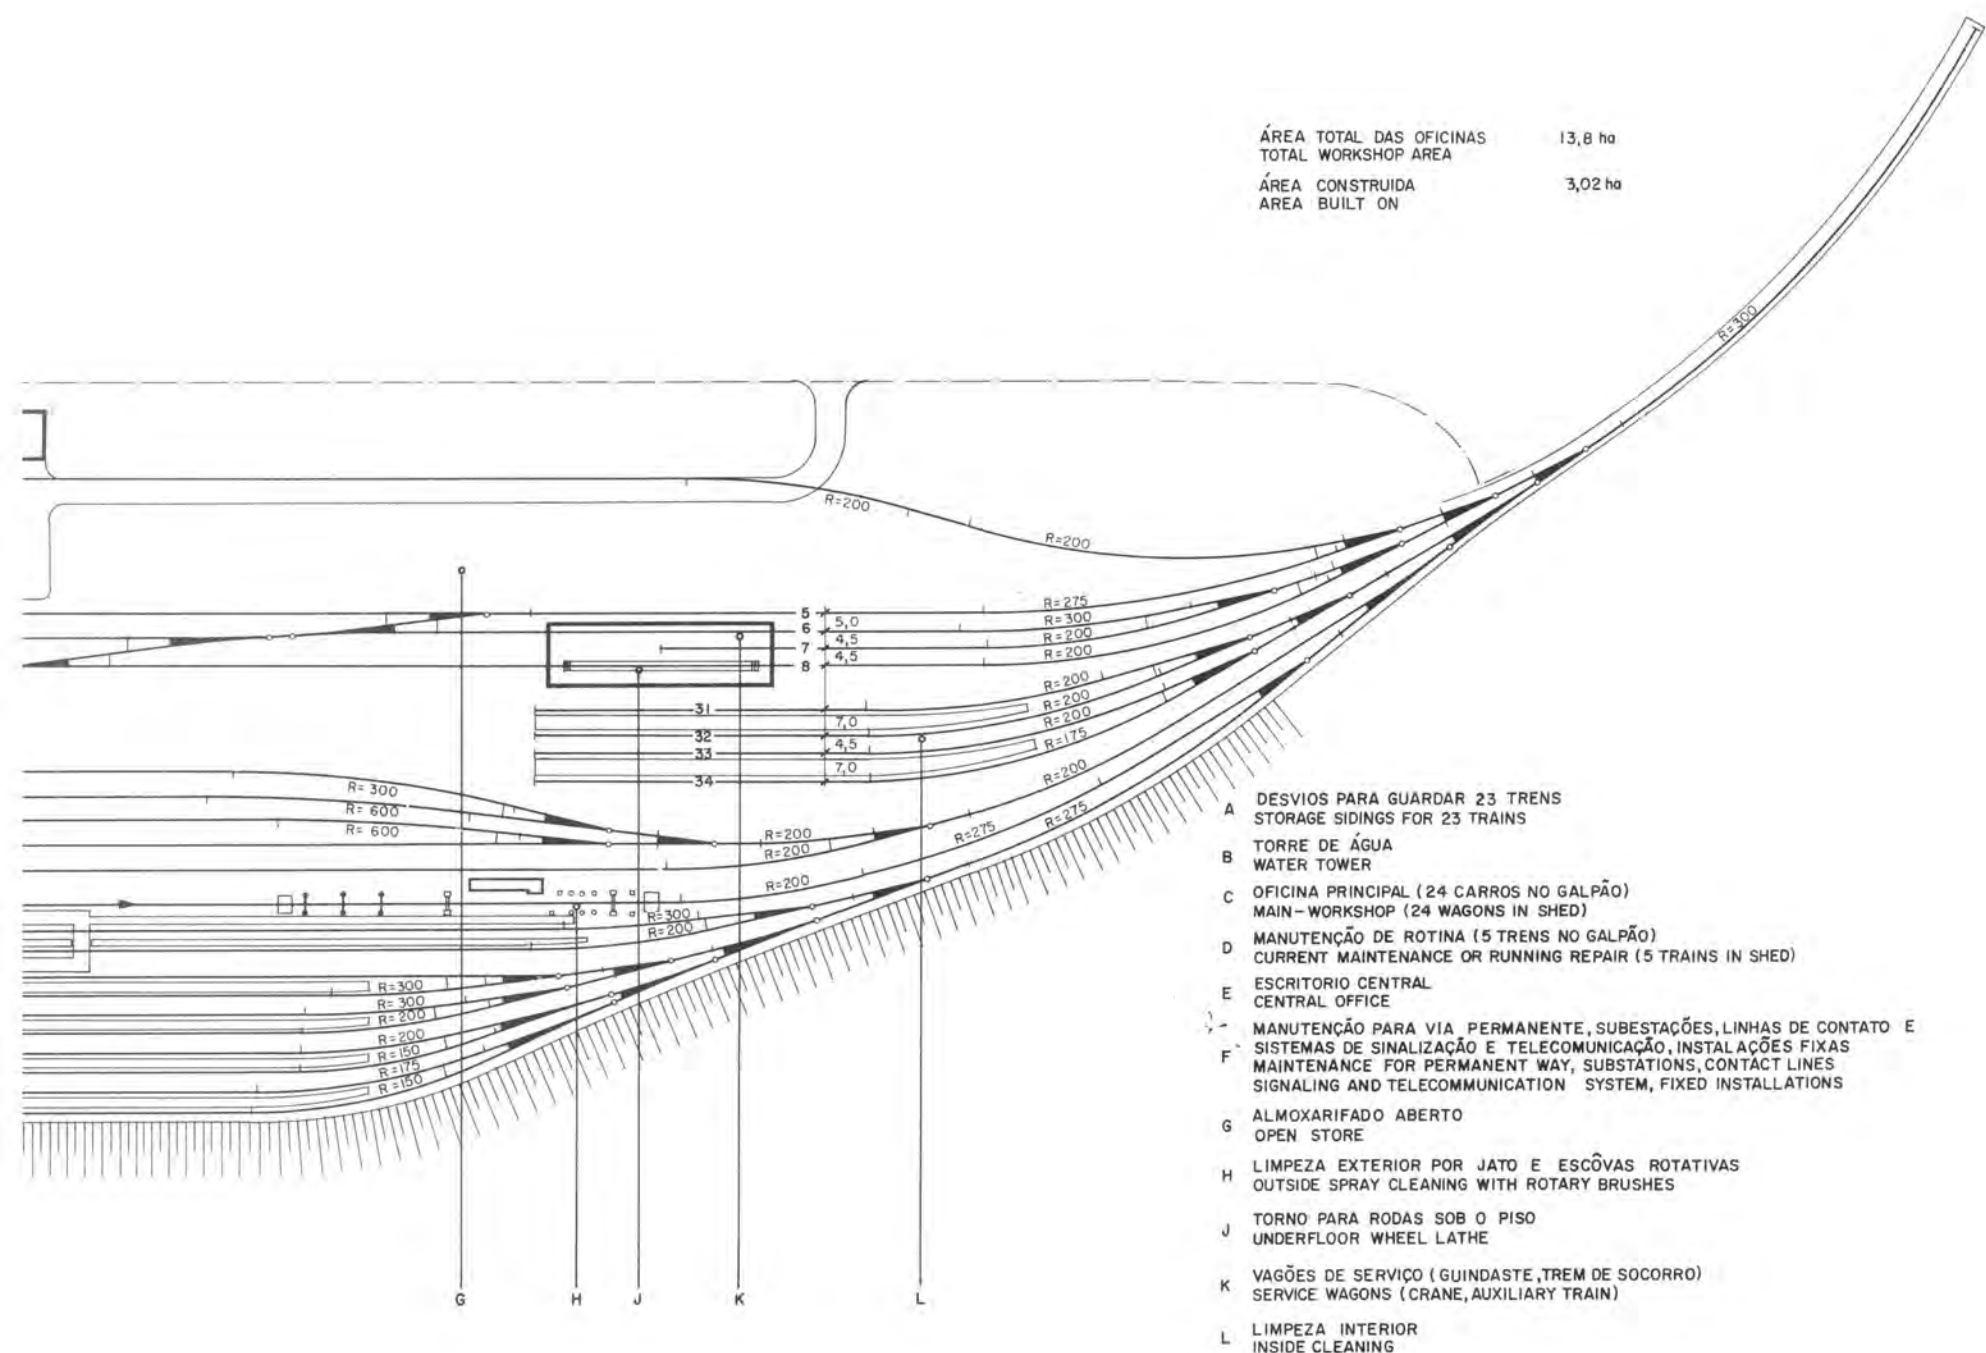 ÁREA TOTAL DAS OFICINAS 13,8 ha
TOTAL WORKSHOP AREA
ÁREA CONSTRUIDA 3,02 ha
AREA BUILT ON
R=300
R=200
R=200
5
5,0
R=275
6
R=300
4,5
R=200
7
4,5
8
R=200
R=200
31
R=200
7,0
R=200
32
4,5
R=175
33
7,0
34
R=200
R=300
R=600
R=600
R=200
R=200
R=275
R=275
R=200
R=300
R=200
R=300
R=300
R=200
R=200
R=150
R=175
R=150
G H J K L
A DESVIOS PARA GUARDAR 23 TRENS
STORAGE SIDINGS FOR 23 TRAINS
B TORRE DE ÁGUA
WATER TOWER
C OFICINA PRINCIPAL (24 CARROS NO GALPÃO)
MAIN-WORKSHOP (24 WAGONS IN SHED)
D MANUTENÇÃO DE ROTINA (5 TRENS NO GALPÃO)
CURRENT MAINTENANCE OR RUNNING REPAIR (5 TRAINS IN SHED)
E ESCRITORIO CENTRAL
CENTRAL OFFICE
F MANUTENÇÃO PARA VIA PERMANENTE, SUBESTAÇÕES, LINHAS DE CONTATO E
SISTEMAS DE SINALIZAÇÃO E TELECOMUNICAÇÃO, INSTALAÇÕES FIXAS
MAINTENANCE FOR PERMANENT WAY, SUBSTATIONS, CONTACT LINES
SIGNALING AND TELECOMMUNICATION SYSTEM, FIXED INSTALLATIONS
G ALMOXARIFADO ABERTO
OPEN STORE
H LIMPEZA EXTERIOR POR JATO E ESCÔVAS ROTATIVAS
OUTSIDE SPRAY CLEANING WITH ROTARY BRUSHES
J TORNO PARA RODAS SOB O PISO
UNDERFLOOR WHEEL LATHE
K VAGÕES DE SERVIÇO (GUINDASTE, TREM DE SOCORRO)
SERVICE WAGONS (CRANE, AUXILIARY TRAIN)
L LIMPEZA INTERIOR
INSIDE CLEANING